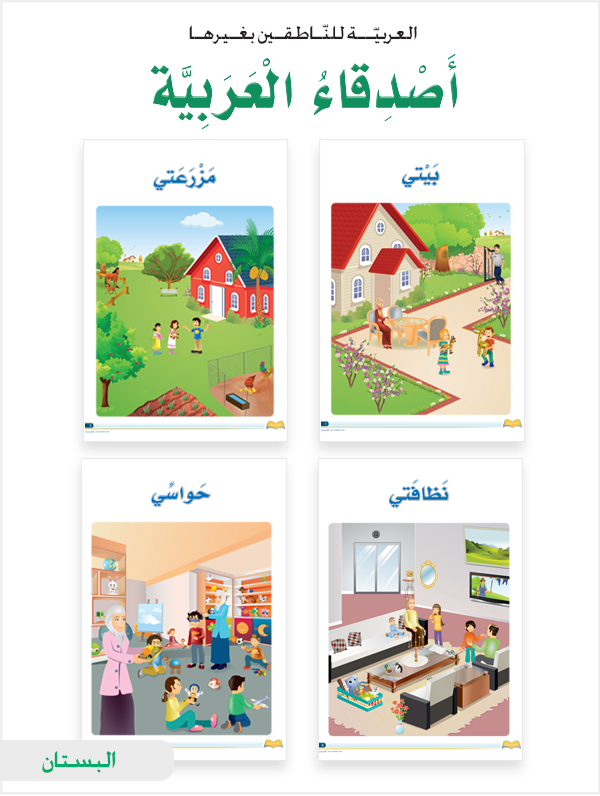 العربيّة للنّاطقين بغيرها
أَصْدِقاءُ الْعَرَبِيَّة
بَيْتي
مَزْرَعَتي
نَظافَتي
حَواسِّي
البستان